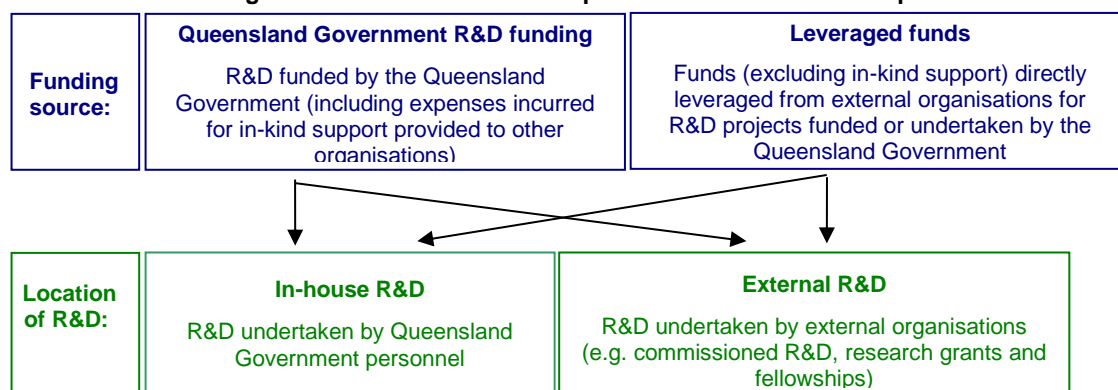 Queensland Government R&D funding
R&D funded by the Queensland
Government (including expenses incurred
for in-kind support provided to other
organisations)
Leveraged funds
Funds (excluding in-kind support) directly
leveraged from external organisations for
R&D projects funded or undertaken by the
Queensland Government
Funding
source:
Location
of R&D:
In-house R&D
R&D undertaken by Queensland
Government personnel
External R&D
R&D undertaken by external organisations
(e.g. commissioned R&D, research grants and
fellowships)